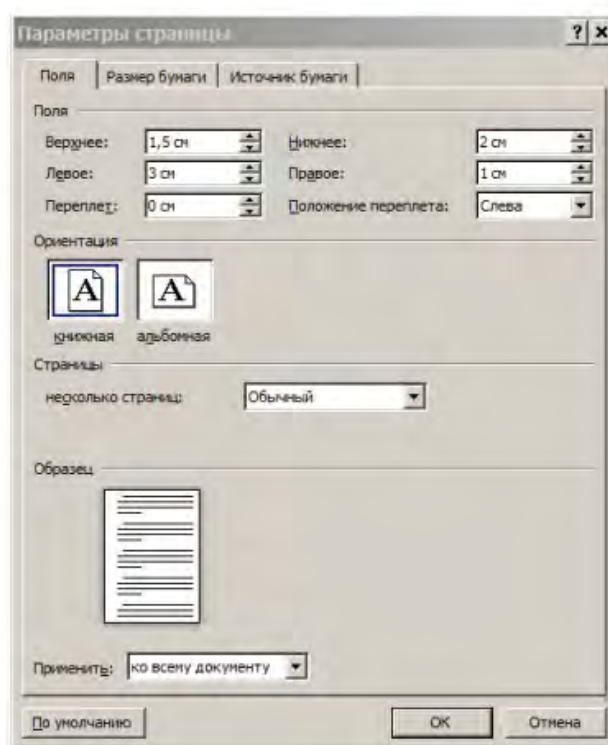 Параметры страницы
Поля Размер бумаги Источник бумаги
Поля
Верхнее: 1,5 см Нижнее: 2 см
Левое: 3 см Правое: 1 см
Переплет: 0 см Положение переплета: Слева
Ориентация
A A
книжная альбомная
Страницы
несколько страниц: Обычный
Образец
Применить: ко всему документу
По умолчанию ОК Отмена